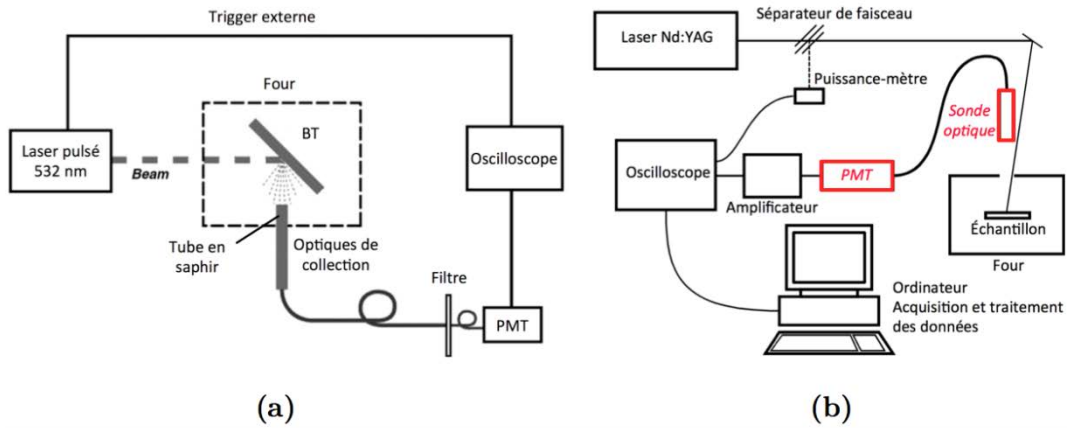 Trigger externe
Four
BT
Laser pulsé
532 nm
Beam
Oscilloscope
Tube en
saphir
Optiques de
collection
Filtre
PMT
(a)
Séparateur de faisceau
Laser Nd:YAG
Puissance-mètre
Sonde
optique
Oscilloscope
PMT
Amplificateur
Échantillon
Four
Ordinateur
Acquisition et traitement
des données
(b)